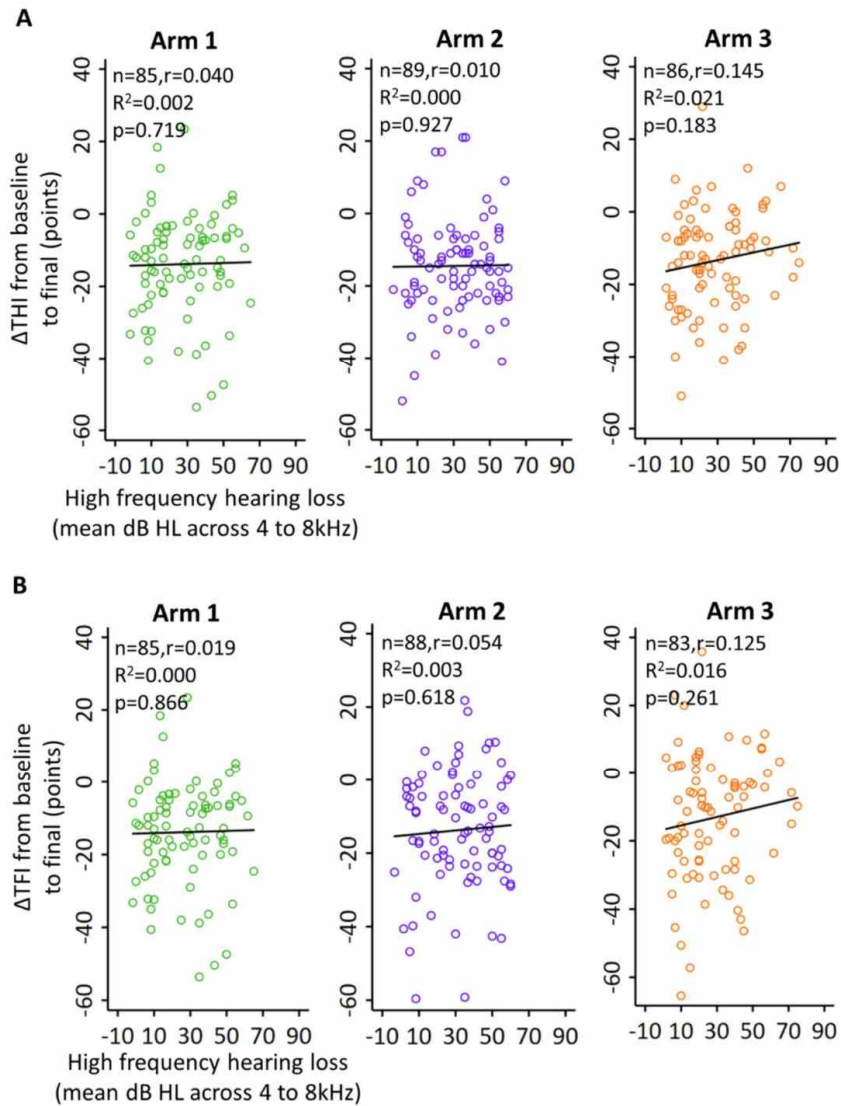 A
Arm 1
Arm 2
Arm 3
n=85,r=0.040
R²=0.002
p=0.719
n=89,r=0.010
R²=0.000
p=0.927
n=86,r=0.145
R²=0.021
p=0.183
ΔTHI from baseline
to final (points)
40
20
0
-20
-40
-60
40
20
0
-20
-40
-60
40
20
0
-20
-40
-60
-10 10 30 50 70 90
-10 10 30 50 70 90
-10 10 30 50 70 90
High frequency hearing loss
(mean dB HL across 4 to 8kHz)
B
Arm 1
Arm 2
Arm 3
n=85,r=0.019
R²=0.000
p=0.866
n=88,r=0.054
R²=0.003
p=0.618
n=83,r=0.125
R²=0.016
p=0.261
ΔTFI from baseline
to final (points)
40
20
0
-20
-40
-60
40
20
0
-20
-40
-60
40
20
0
-20
-40
-60
-10 10 30 50 70 90
-10 10 30 50 70 90
-10 10 30 50 70 90
High frequency hearing loss
(mean dB HL across 4 to 8kHz)